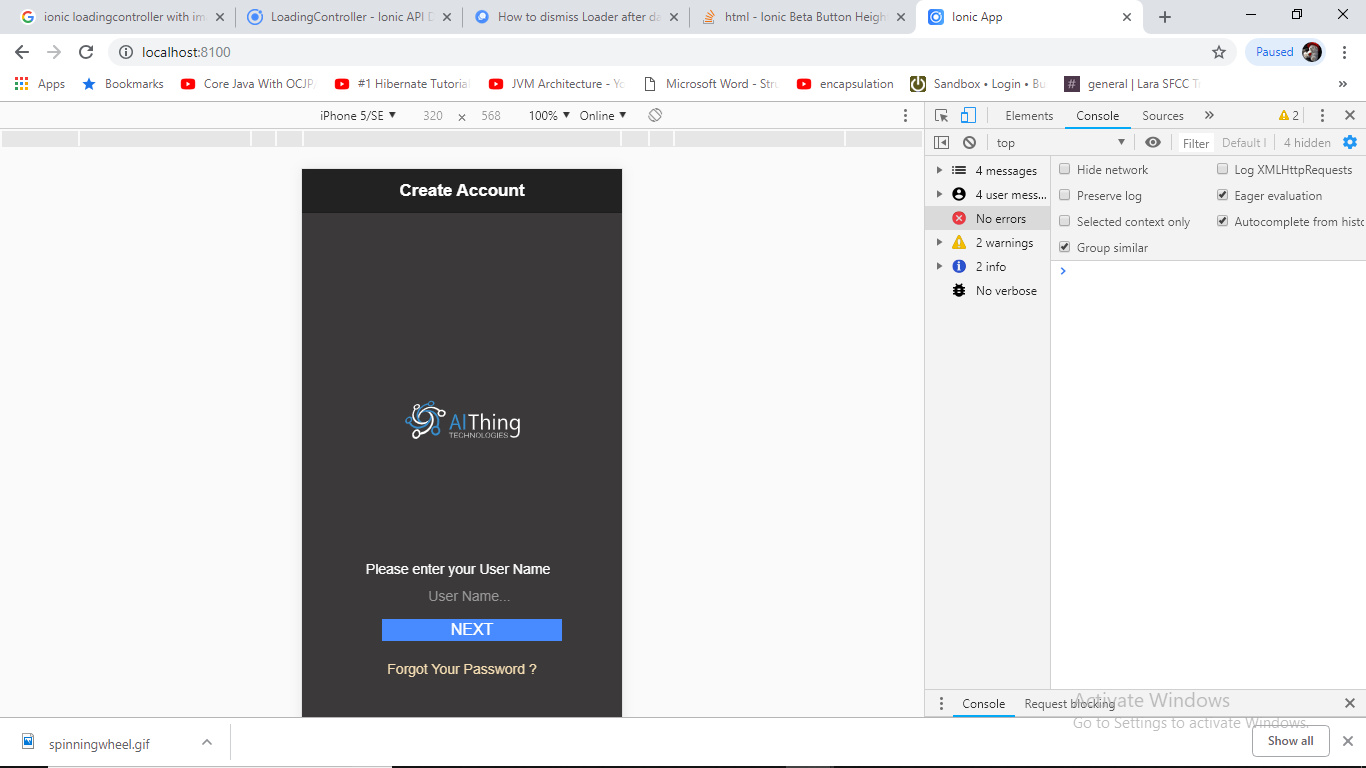 ionic loadingcontroller with im
LoadingController - Ionic API D
How to dismiss Loader after da
html - Ionic Beta Button Heigh
Ionic App
localhost:8100
Paused
Apps
Bookmarks
Core Java With OCJP
#1 Hibernate Tutorial
JVM Architecture - Yo
Microsoft Word - Stru
encapsulation
Sandbox • Login • Bu
general | Lara SFCC Tr
iPhone 5/SE ▼ 320 x 568 100% ▼ Online ▼
Elements Console Sources » 2
top ▼ Filter Default l 4 hidden
4 messages
4 user mess...
No errors
2 warnings
2 info
No verbose
Hide network
Log XMLHttpRequests
Preserve log
Eager evaluation
Selected context only
Autocomplete from histo
Group similar
Create Account
AIThing
TECHNOLOGIES
Please enter your User Name
User Name...
NEXT
Forgot Your Password ?
Console Request blocking
Activate Windows
Go to Settings to activate Windows.
spinningwheel.gif
Show all